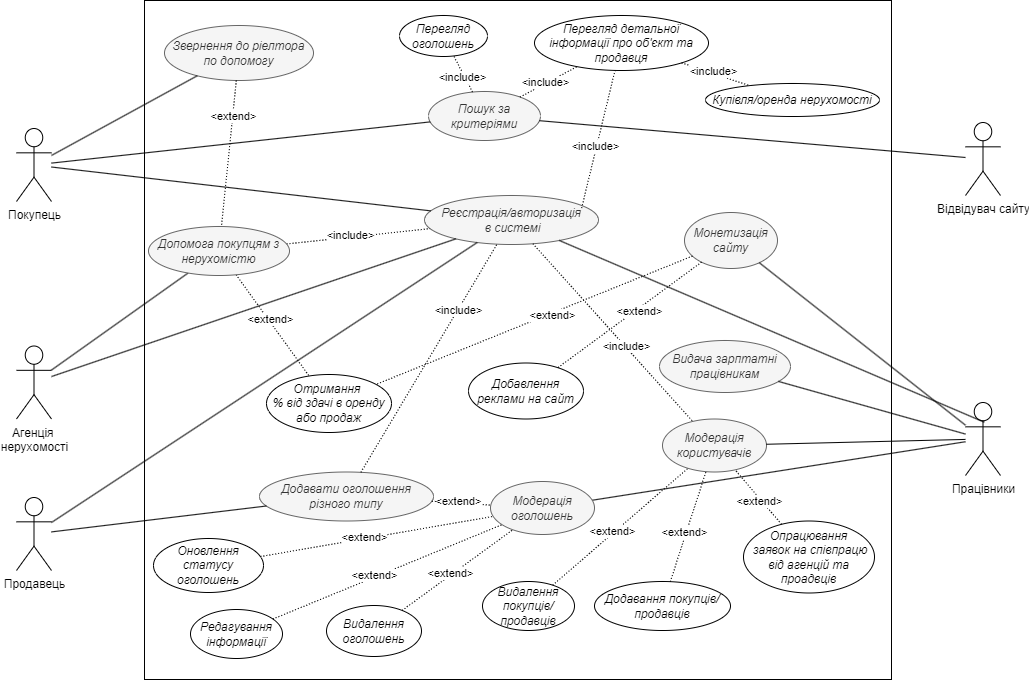 Звернення до ріелтора
по допомогу
Перегляд
оголошень
Перегляд детальної
інформації про об'єкт та
продавця
<include>
<include>
<include>
Купівля/оренда нерухомості
Пошук за
критеріями
<extend>
<include>
Покупець
Відвідувач сайту
Реєстрація/авторизація
в системі
Допомога покупцям з
нерухомістю
<include>
Монетизація
сайту
<extend>
<include>
<extend>
<extend>
<include>
Видача зарптатні
працівникам
Отримання
% від здачі в оренду
або продаж
Добавлення
реклами на сайт
Агенція
нерухомості
Модерація
користувачів
Працівники
Додавати оголошення
різного типу
<extend>
Модерація
оголошень
<extend>
<extend>
<extend>
<extend>
Оновлення
статусу
оголошень
Опрацювання
заявок на співпрацю
від агенцій та
проадвців
<extend>
<extend>
Продавець
Видалення
покупців/
продавців
Додавання покупців/
продавців
Редагування
інформації
Видалення
оголошень